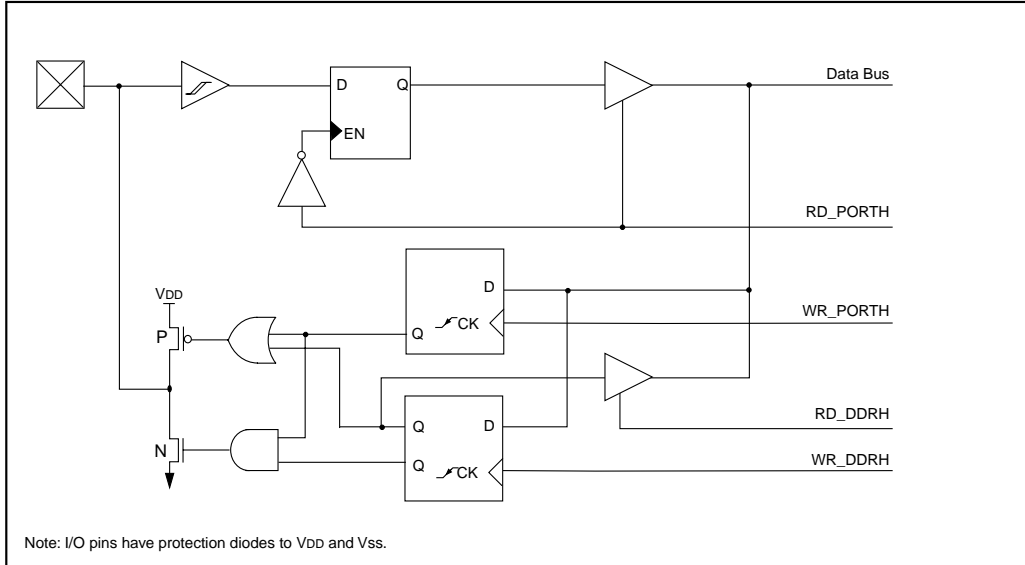 Data Bus
D Q
EN
RD_PORTH
VDD
D
WR_PORTH
P
Q CK
RD_DDRH
Q D
N
Q
WR_DDRH
CK
Note: I/O pins have protection diodes to VDD and Vss.